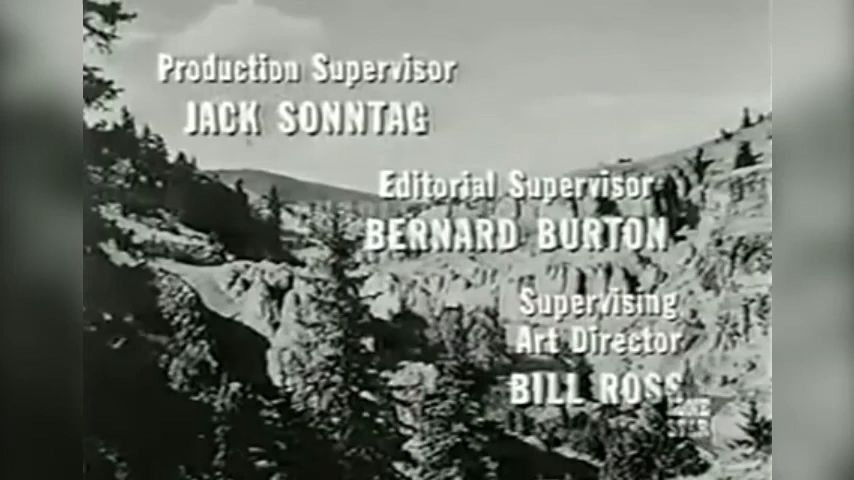 Production Supervisor
JACK SONNTAG
Editorial Supervisor
BERNARD BURTON
Supervising
Art Director
BILL ROSS